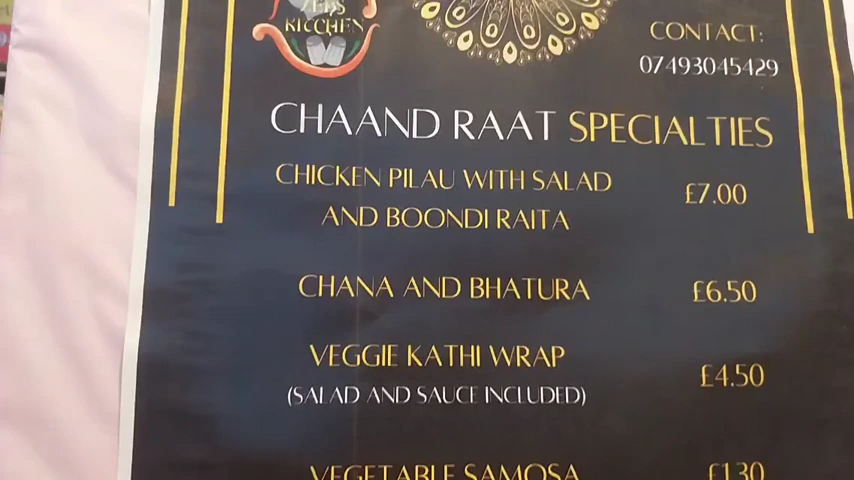 KITCHEN
CONTACT:
07493045429
CHAAND RAAT SPECIALTIES
CHICKEN PILAU WITH SALAD
AND BOONDI RAITA
£7.00
CHANA AND BHATURA
£6.50
VEGGIE KATHI WRAP
(SALAD AND SAUCE INCLUDED)
£4.50
VEGETABLE SAMOSA
£1.30